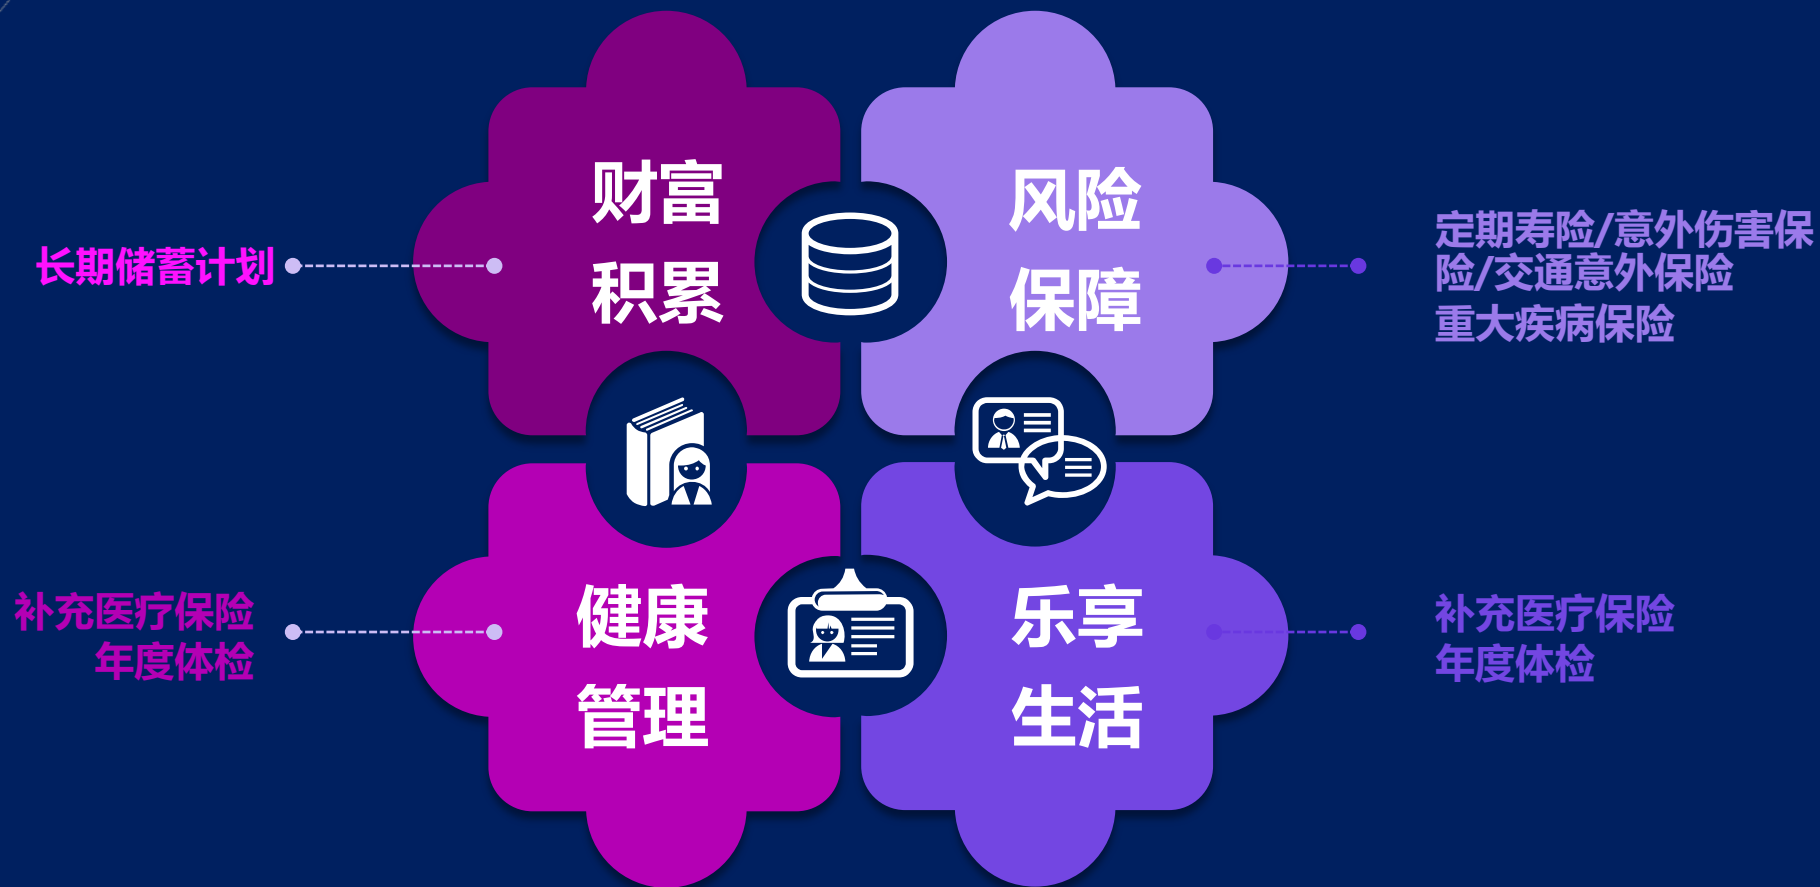 财富
积累
风险
保障
长期储蓄计划
定期寿险/意外伤害保
险/交通意外保险
重大疾病保险
健康
管理
乐享
生活
补充医疗保险
年度体检
补充医疗保险
年度体检